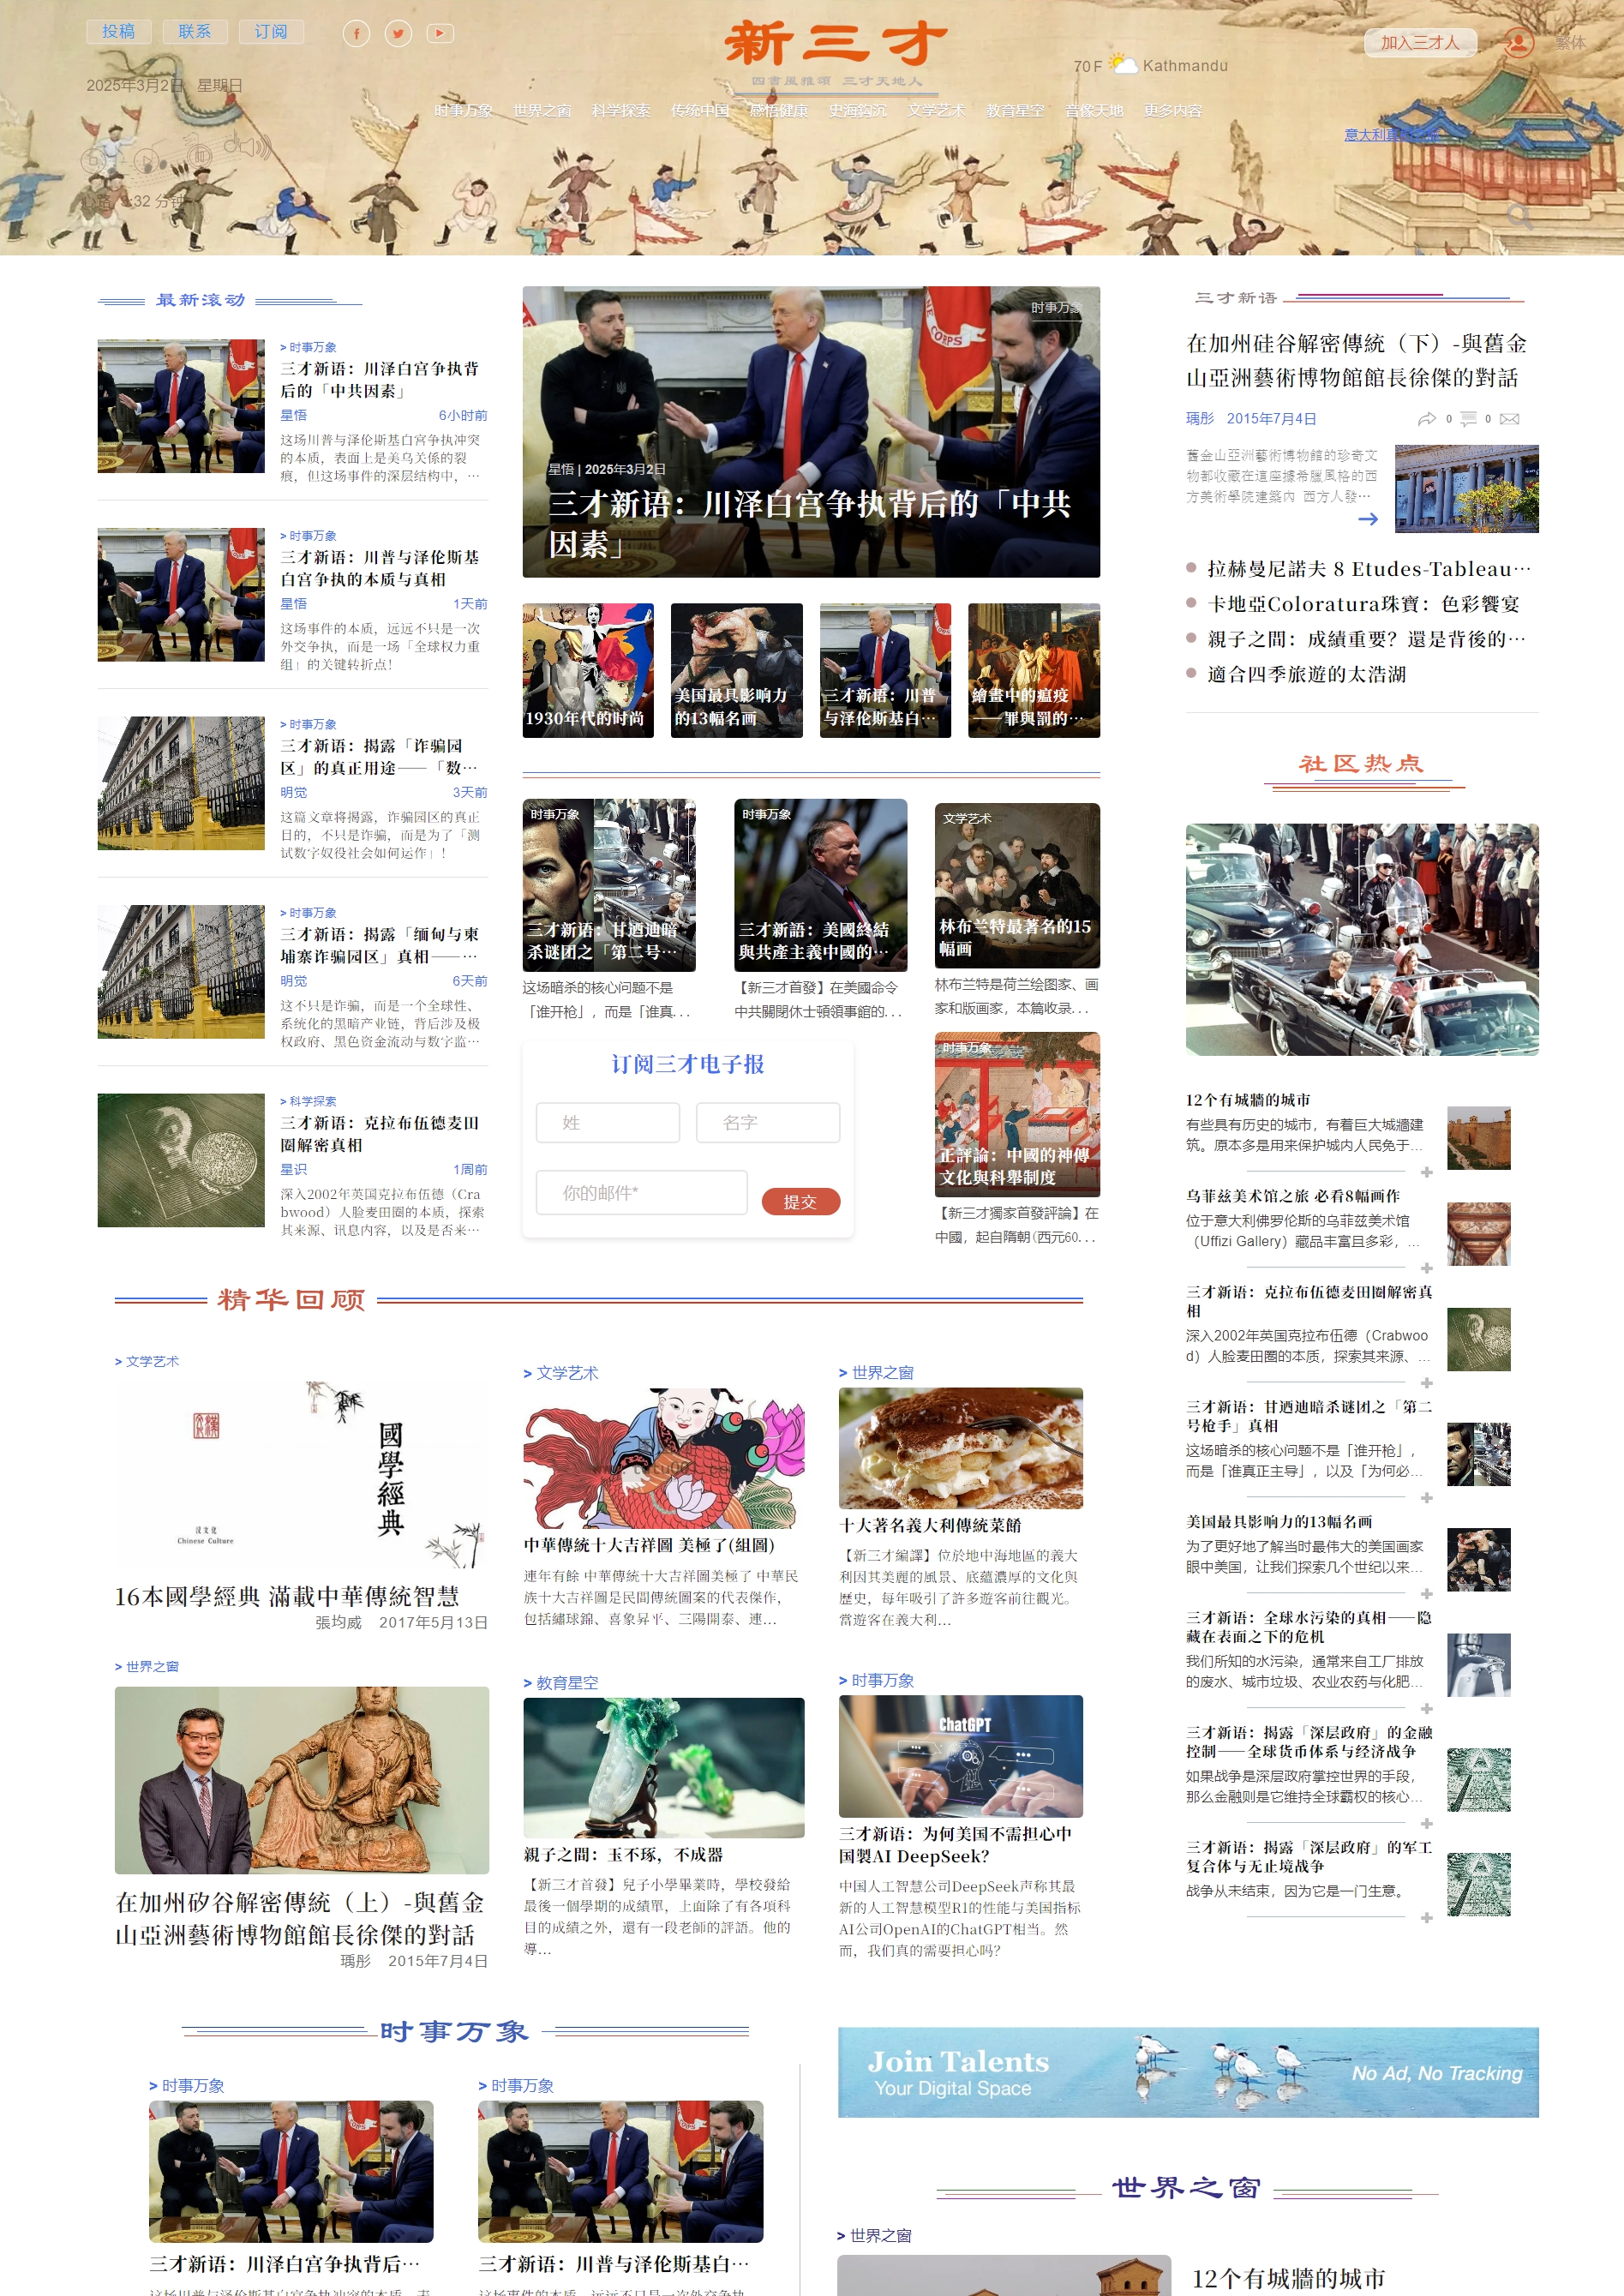 投稿 联系 订阅
新三才
四書風雅頌 三才天地人
70 F Kathmandu
加入三才人
繁体
2025年3月2日 星期日
时事万象 世界之窗 科学探索 传统中国 感悟健康 史海鈎沉 文学艺术 教育星空 音像天地 更多内容
最新滚动
> 时事万象
三才新语：川泽白宫争执背
后的「中共因素」
星悟 6小时前
这场川普与泽伦斯基白宫争执冲突
的本质，表面上是美乌关系的裂
痕，但这场事件的深层结构中，…
> 时事万象
三才新语：川普与泽伦斯基
白宫争执的本质与真相
星悟 1天前
这场事件的本质，远远不只是一次
外交争执，而是一场「全球权力重
组」的关键转折点！
> 时事万象
三才新语：揭露「诈骗园
区」的真正用途——「数…
明觉 3天前
这篇文章将揭露，诈骗园区的真正
目的，不只是诈骗，而是为了「测
试数字奴役社会如何运作」！
> 时事万象
三才新语：揭露「缅甸与柬
埔寨诈骗园区」真相——…
明觉 6天前
这不只是诈骗，而是一个全球性、
系统化的黑暗产业链，背后涉及极
权政府、黑色资金流动与数字监…
> 科学探索
三才新语：克拉布伍德麦田
圈解密真相
星识 1周前
深入2002年英国克拉布伍德（Cra
bwood）人脸麦田圈的本质，探索
其来源、讯息内容，以及是否来…
时事万象
星悟 | 2025年3月2日
三才新语：川泽白宫争执背后的「中共
因素」
1930年代的时尚
美国最具影响力
的13幅名画
三才新语：川普
与泽伦斯基白…
繪畫中的瘟疫
——罪與罰的…
时事万象
三才新语：甘迺迪暗
杀谜团之「第二号…
这场暗杀的核心问题不是
「谁开枪」，而是「谁真...
时事万象
三才新語：美國終結
與共產主義中國的…
【新三才首發】在美國命令
中共關閉休士頓領事館的...
文学艺术
林布兰特最著名的15
幅画
林布兰特是荷兰绘图家、画
家和版画家，本篇收录...
时事万象
正評論：中國的神傳
文化與科舉制度
【新三才獨家首發評論】在
中國，起自隋朝(西元60...
订阅三才电子报
姓 名字
你的邮件* 提交
三才新语
在加州硅谷解密傳統（下）-與舊金
山亞洲藝術博物館館長徐傑的對話
瑀彤 2015年7月4日 0 0
舊金山亞洲藝術博物館的珍奇文
物都收藏在這座據希臘風格的西
方美術學院建築內 西方人發…
拉赫曼尼諾夫 8 Etudes-Tableau…
卡地亞Coloratura珠寶：色彩饗宴
親子之間：成績重要？還是背後的…
適合四季旅遊的太浩湖
社区热点
12个有城牆的城市
有些具有历史的城市，有着巨大城牆建
筑。原本多是用来保护城内人民免于…
乌菲兹美术馆之旅 必看8幅画作
位于意大利佛罗伦斯的乌菲茲美术馆
（Uffizi Gallery）藏品丰富且多彩，…
三才新语：克拉布伍德麦田圈解密真
相
深入2002年英国克拉布伍德（Crabwoo
d）人脸麦田圈的本质，探索其来源、…
三才新语：甘迺迪暗杀谜团之「第二
号枪手」真相
这场暗杀的核心问题不是「谁开枪」，
而是「谁真正主导」，以及「为何必…
美国最具影响力的13幅名画
为了更好地了解当时最伟大的美国画家
眼中美国，让我们探索几个世纪以来…
三才新语：全球水污染的真相——隐
藏在表面之下的危机
我们所知的水污染，通常来自工厂排放
的废水、城市垃圾、农业农药与化肥…
三才新语：揭露「深层政府」的金融
控制——全球货币体系与经济战争
如果战争是深层政府掌控世界的手段，
那么金融则是它维持全球霸权的核心…
三才新语：揭露「深层政府」的军工
复合体与无止境战争
战争从未结束，因为它是一门生意。
精华回顾
> 文学艺术
國學經典
汉文化
Chinese Culture
16本國學經典 滿載中華傳統智慧
張均威 2017年5月13日
> 世界之窗
在加州矽谷解密傳統（上）-與舊金
山亞洲藝術博物館館長徐傑的對話
瑀彤 2015年7月4日
> 文学艺术
中華傳統十大吉祥圖 美極了(組圖)
連年有餘 中華傳統十大吉祥圖美極了 中華民
族十大吉祥圖是民間傳統圖案的代表傑作，
包括繡球錦、喜象昇平、三陽開泰、連…
> 教育星空
親子之間：玉不琢，不成器
【新三才首發】兒子小學畢業時，學校發給
最後一個學期的成績單，上面除了有各項科
目的成績之外，還有一段老師的評語。他的
導…
> 世界之窗
十大著名義大利傳統菜餚
【新三才編譯】位於地中海地區的義大
利因其美麗的風景、底蘊濃厚的文化與
歷史，每年吸引了許多遊客前往觀光。
當遊客在義大利…
> 时事万象
ChatGPT
三才新语：为何美国不需担心中
国製AI DeepSeek？
中国人工智慧公司DeepSeek声称其最
新的人工智慧模型R1的性能与美国指标
AI公司OpenAI的ChatGPT相当。然
而，我们真的需要担心吗？
时事万象
> 时事万象
三才新语：川泽白宫争执背后…
> 时事万象
三才新语：川普与泽伦斯基白…
Join Talents
Your Digital Space
No Ad, No Tracking
世界之窗
> 世界之窗
12个有城牆的城市